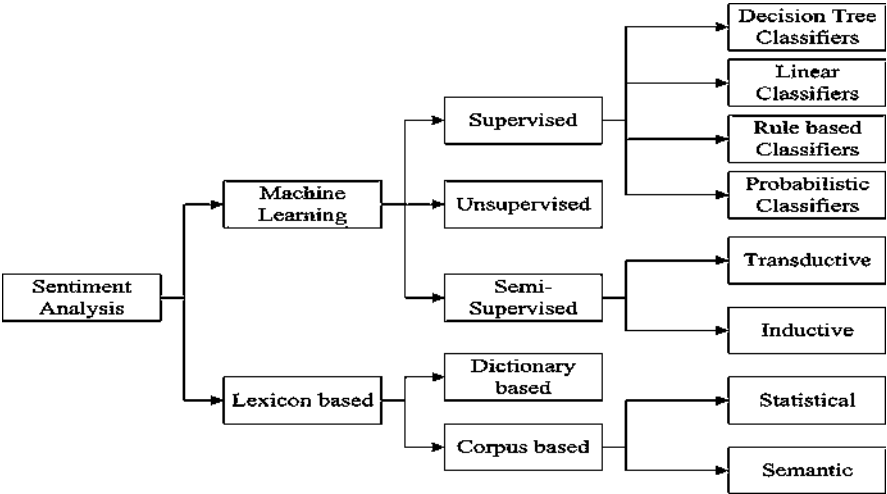 Decision Tree
Classifiers
Linear
Classifiers
Supervised
Rule based
Classifiers
Machine
Learning
Unsupervised
Probabilistic
Classifiers
Sentiment
Analysis
Semi-
Supervised
Transductive
Inductive
Dictionary
based
Lexicon based
Statistical
Corpus based
Semantic